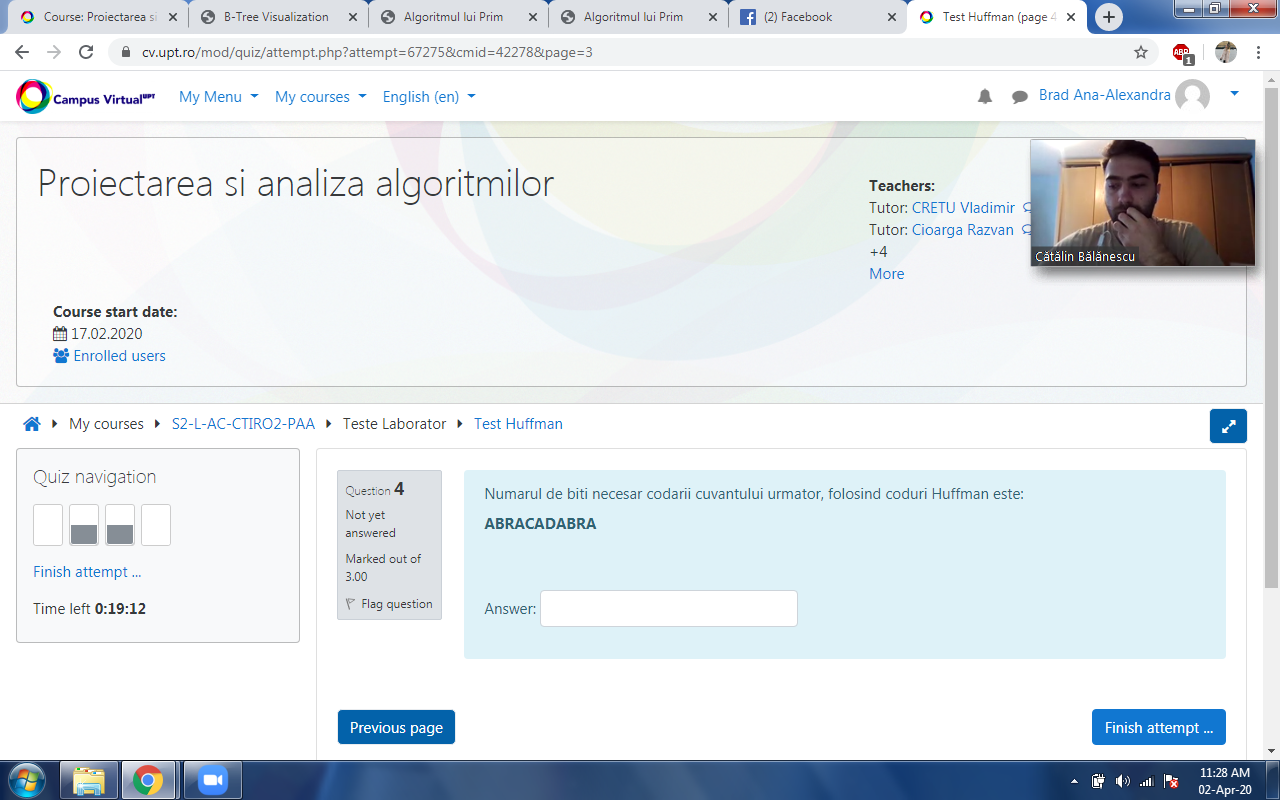 Course: Proiectarea si
B-Tree Visualization
Algoritmul lui Prim
Algoritmul lui Prim
(2) Facebook
Test Huffman (page 4
cv.upt.ro/mod/quiz/attempt.php?attempt=67275&cmid=42278&page=3
ABP
1
Campus Virtual UPT
My Menu
My courses
English (en)
Brad Ana-Alexandra
Proiectarea si analiza algoritmilor
Teachers:
Tutor: CRETU Vladimir
Tutor: Cioarga Razvan
+4
More
Cătălin Bălănescu
Course start date:
17.02.2020
Enrolled users
My courses
S2-L-AC-CTIRO2-PAA
Teste Laborator
Test Huffman
Quiz navigation
Finish attempt ...
Time left 0:19:12
Question 4
Not yet
answered
Marked out of
3.00
Flag question
Numarul de biti necesar codarii cuvantului urmator, folosind coduri Huffman este:
ABRACADABRA
Answer:
Previous page
Finish attempt ...
11:28 AM
02-Apr-20